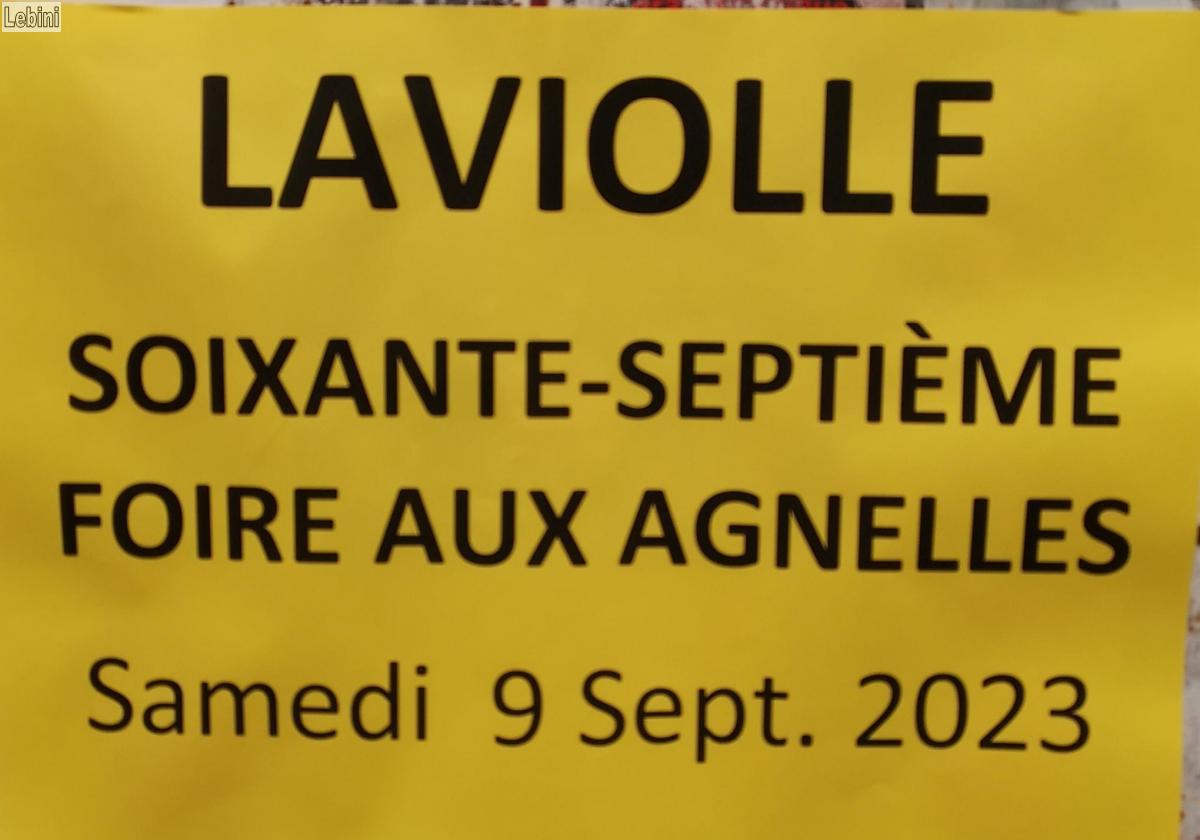 Lebini
LAVIOLLE
SOIXANTE-SEPTIÈME
FOIRE AUX AGNELLES
Samedi 9 Sept. 2023